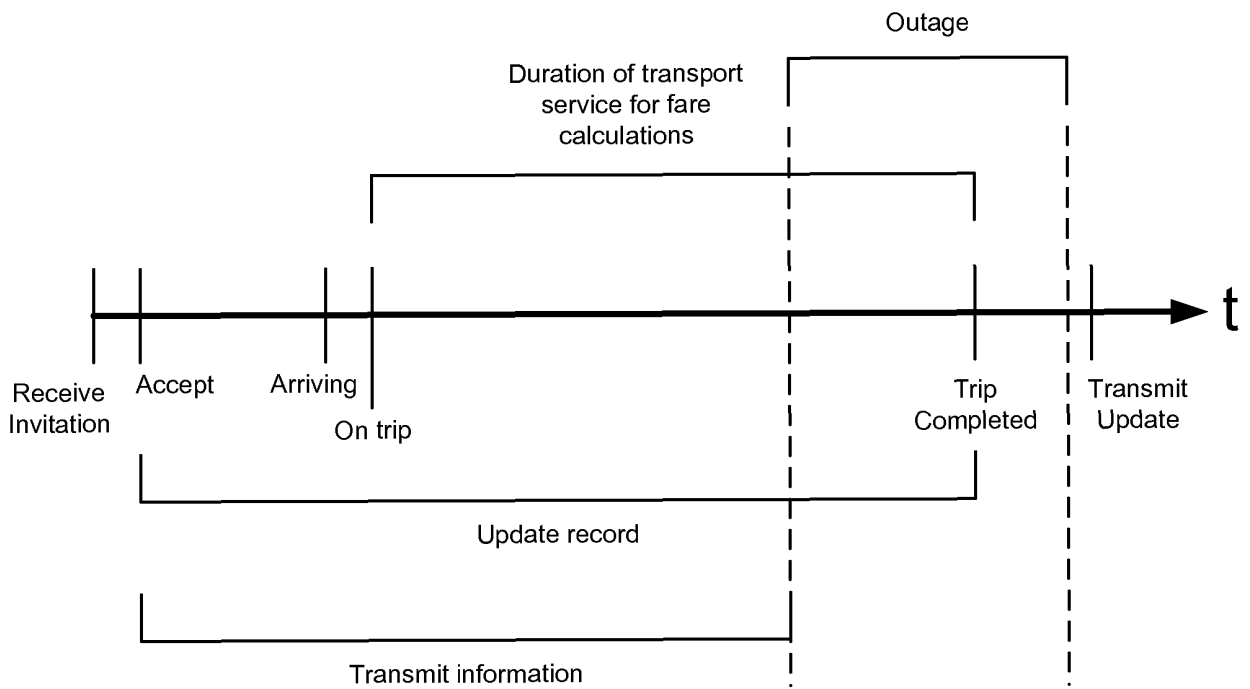 Outage
Duration of transport
service for fare
calculations
t
Receive
Invitation
Accept
Arriving
On trip
Trip
Completed
Transmit
Update
Update record
Transmit information